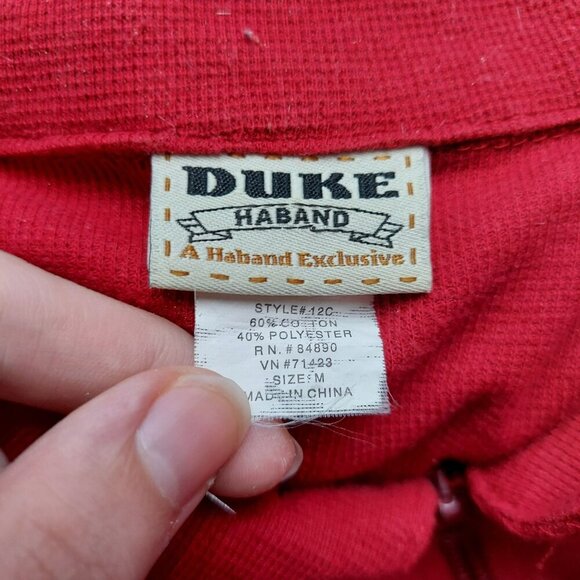 DUKE
HABAND
A Haband Exclusive
STYLE# 12C
60% COTTON
40% POLYESTER
R N. # 84890
VN #71423
SIZE: M
MADE IN CHINA